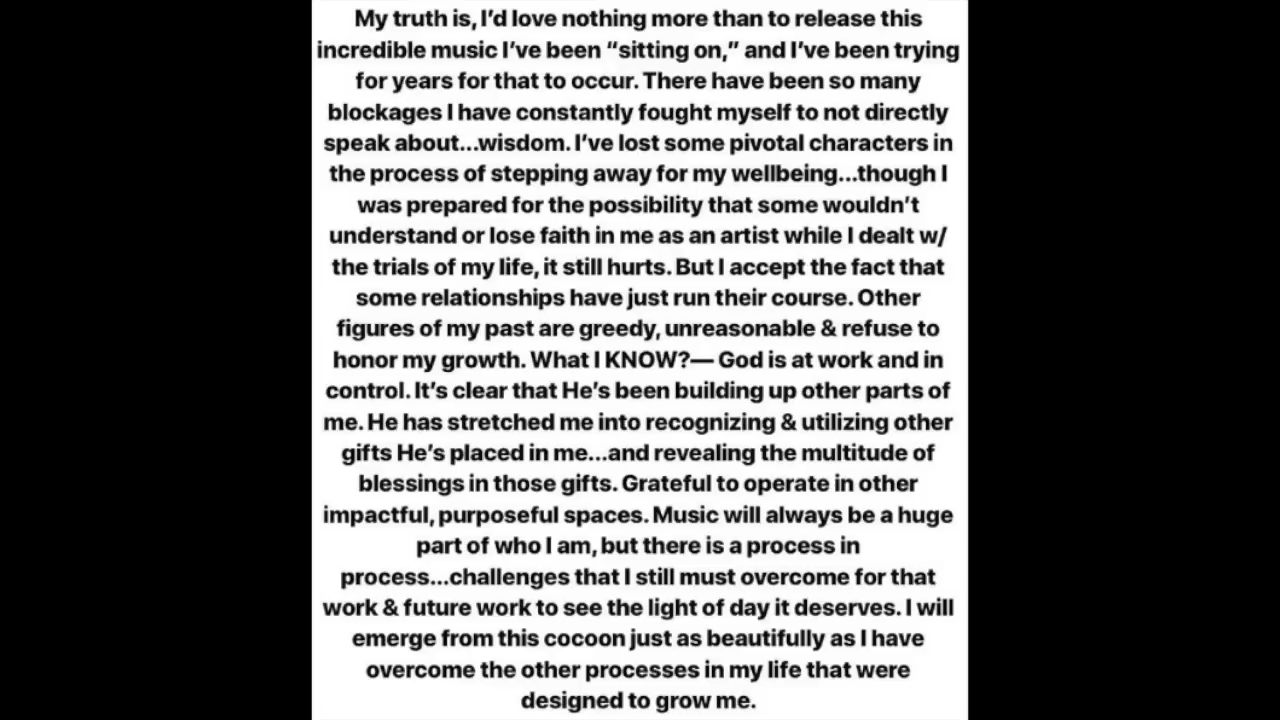 My truth is, I’d love nothing more than to release this
incredible music I’ve been “sitting on,” and I’ve been trying
for years for that to occur. There have been so many
blockages I have constantly fought myself to not directly
speak about...wisdom. I’ve lost some pivotal characters in
the process of stepping away for my wellbeing...though I
was prepared for the possibility that some wouldn’t
understand or lose faith in me as an artist while I dealt w/
the trials of my life, it still hurts. But I accept the fact that
some relationships have just run their course. Other
figures of my past are greedy, unreasonable & refuse to
honor my growth. What I KNOW?— God is at work and in
control. It’s clear that He’s been building up other parts of
me. He has stretched me into recognizing & utilizing other
gifts He’s placed in me...and revealing the multitude of
blessings in those gifts. Grateful to operate in other
impactful, purposeful spaces. Music will always be a huge
part of who I am, but there is a process in
process...challenges that I still must overcome for that
work & future work to see the light of day it deserves. I will
emerge from this cocoon just as beautifully as I have
overcome the other processes in my life that were
designed to grow me.